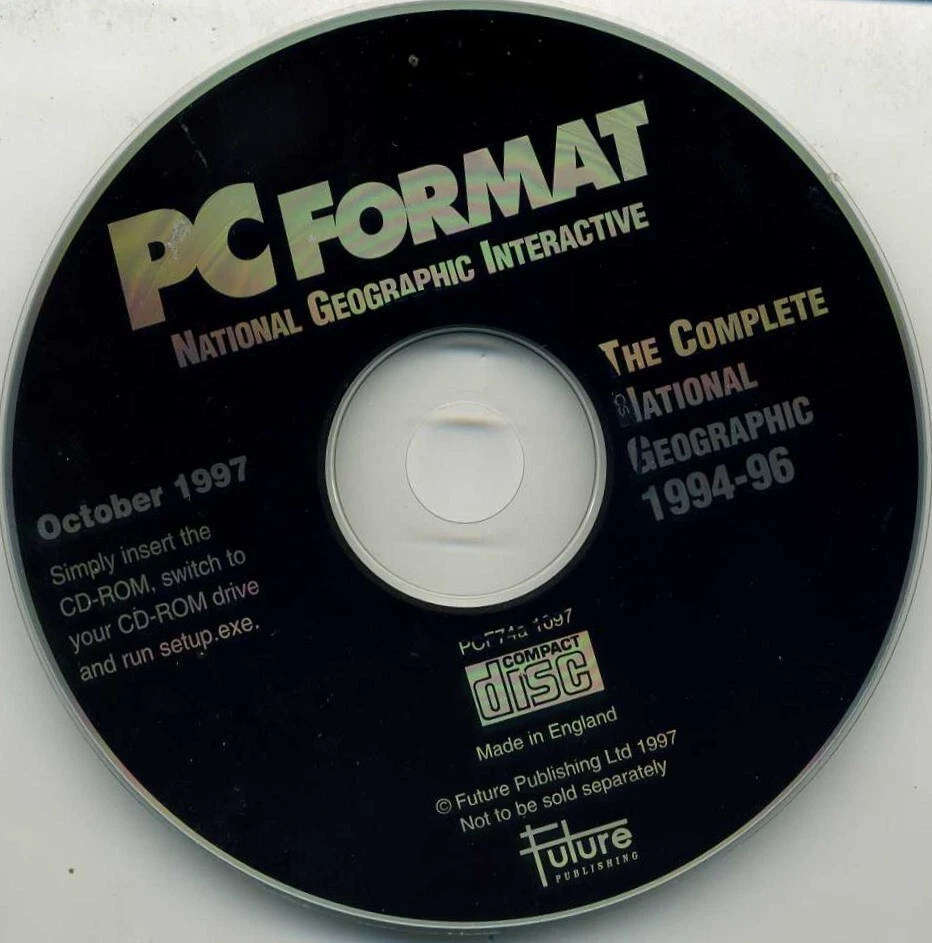 PC FORMAT
NATIONAL GEOGRAPHIC INTERACTIVE
THE COMPLETE
NATIONAL
GEOGRAPHIC
1994-96
October 1997
Simply insert the
CD-ROM, switch to
your CD-ROM drive
and run setup.exe.
PCF74a 1097
COMPACT
disc
Made in England
© Future Publishing Ltd 1997
Not to be sold separately
Future
PUBLISHING